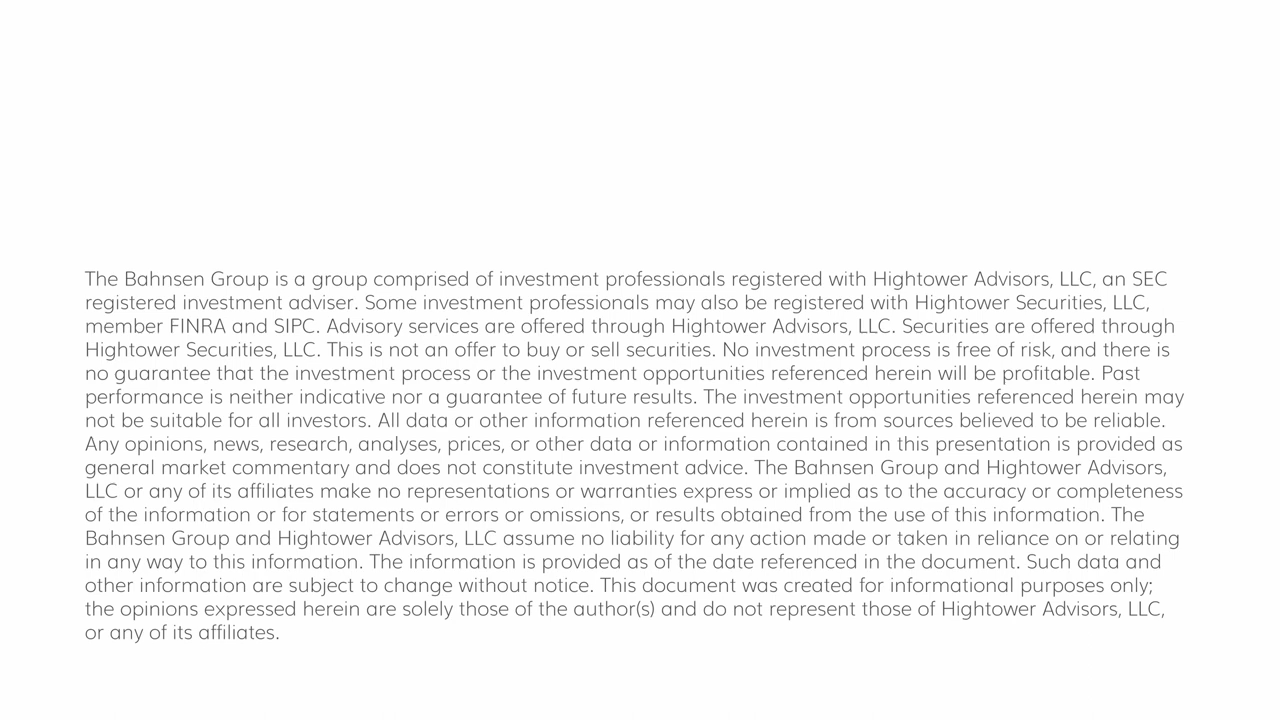 The Bahnsen Group is a group comprised of investment professionals registered with Hightower Advisors, LLC, an SEC
registered investment adviser. Some investment professionals may also be registered with Hightower Securities, LLC,
member FINRA and SIPC. Advisory services are offered through Hightower Advisors, LLC. Securities are offered through
Hightower Securities, LLC. This is not an offer to buy or sell securities. No investment process is free of risk, and there is
no guarantee that the investment process or the investment opportunities referenced herein will be profitable. Past
performance is neither indicative nor a guarantee of future results. The investment opportunities referenced herein may
not be suitable for all investors. All data or other information referenced herein is from sources believed to be reliable.
Any opinions, news, research, analyses, prices, or other data or information contained in this presentation is provided as
general market commentary and does not constitute investment advice. The Bahnsen Group and Hightower Advisors,
LLC or any of its affiliates make no representations or warranties express or implied as to the accuracy or completeness
of the information or for statements or errors or omissions, or results obtained from the use of this information. The
Bahnsen Group and Hightower Advisors, LLC assume no liability for any action made or taken in reliance on or relating
in any way to this information. The information is provided as of the date referenced in the document. Such data and
other information are subject to change without notice. This document was created for informational purposes only;
the opinions expressed herein are solely those of the author(s) and do not represent those of Hightower Advisors, LLC,
or any of its affiliates.